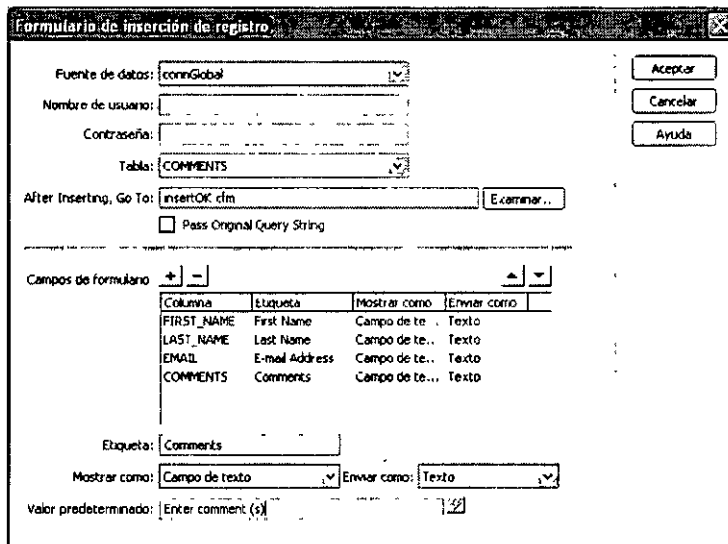 Formulario de inserción de registro
Fuente de datos: connGlobal
Aceptar
Nombre de usuario:
Cancelar
Contraseña:
Ayuda
Tabla: COMMENTS
After Inserting, Go To: insertOK cfm Examinar..
Pass Original Query String
Campos de formulario + -
Columna Etiqueta Mostrar como Enviar como
FIRST_NAME First Name Campo de te . Texto
LAST_NAME Last Name Campo de te.. Texto
EMAIL E-mail Address Campo de te... Texto
COMMENTS Comments Campo de te... Texto
Etiqueta: Comments
Mostrar como: Campo de texto Enviar como: Texto
Valor predeterminado: Enter comment (s)